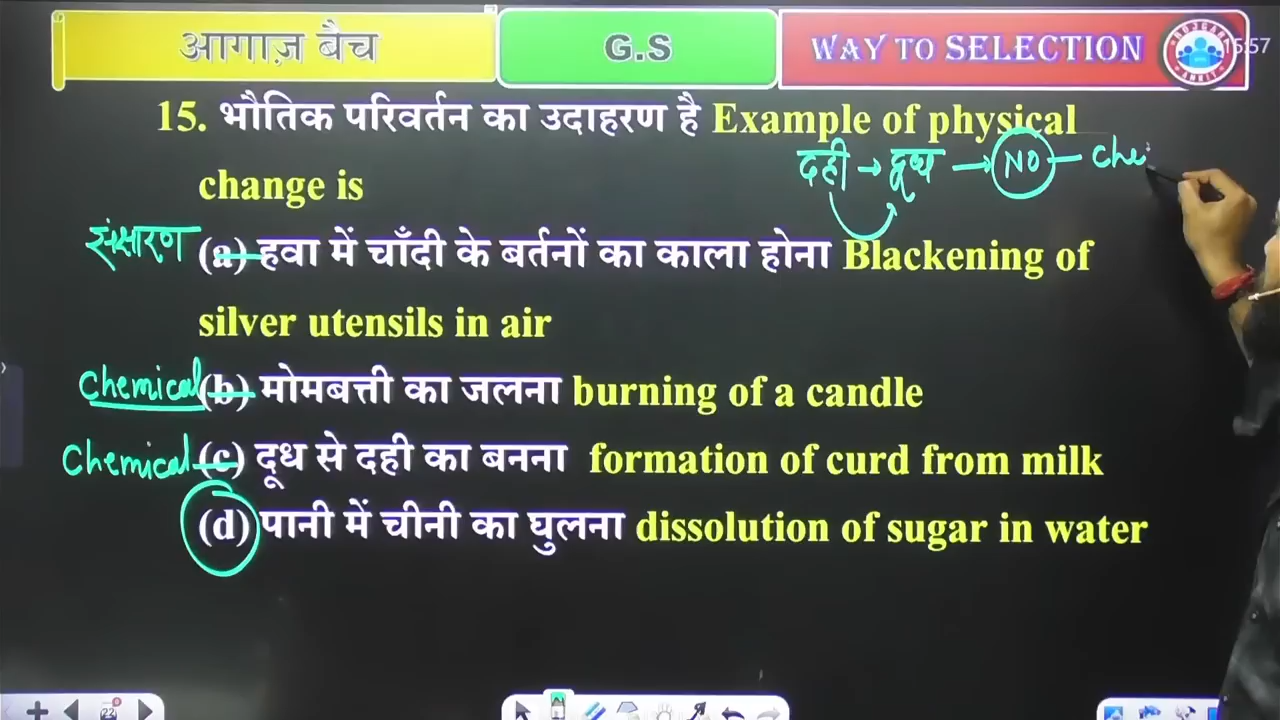 आगाज़ बैच
G.S
WAY TO SELECTION
15:57
15. भौतिक परिवर्तन का उदाहरण है Example of physical
दही → दूध → NO — Che
change is
संक्षारण (a) हवा में चाँदी के बर्तनों का काला होना Blackening of
silver utensils in air
Chemical (b) मोमबत्ती का जलना burning of a candle
Chemical (c) दूध से दही का बनना formation of curd from milk
(d) पानी में चीनी का घुलना dissolution of sugar in water
22